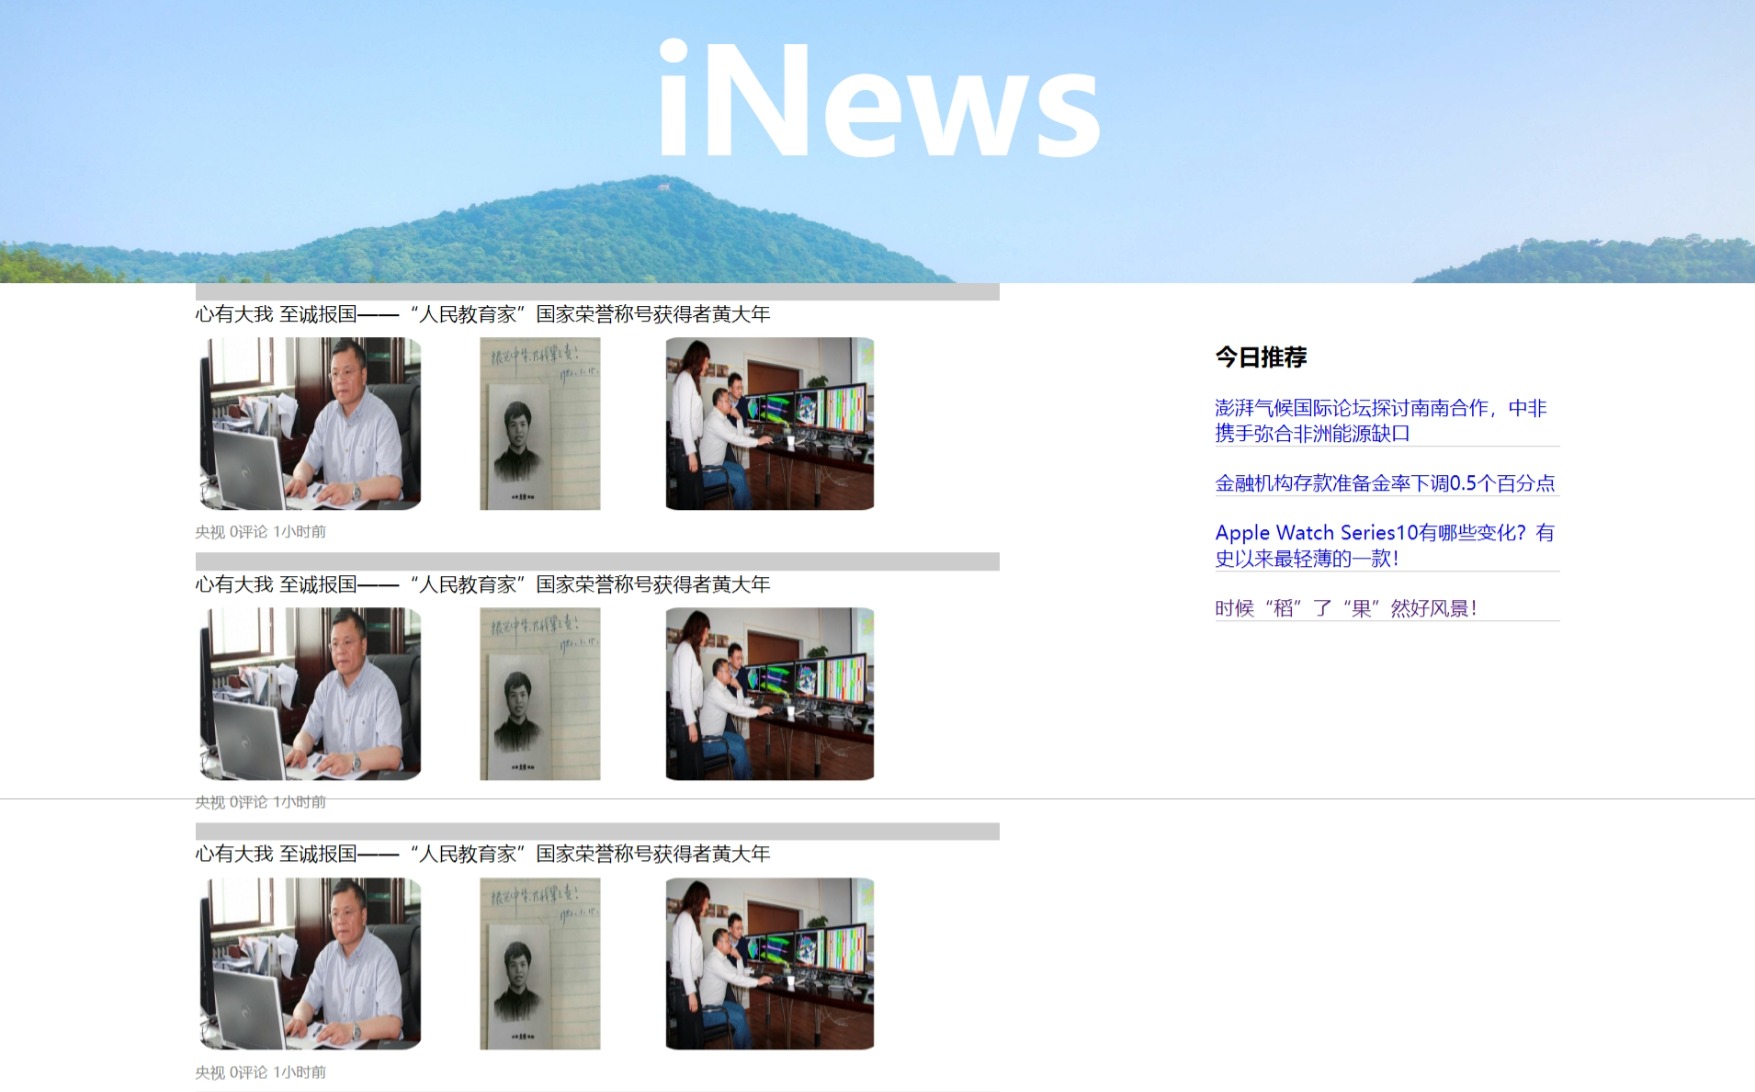 iNews
心有大我 至诚报国——“人民教育家”国家荣誉称号获得者黄大年
央视 0评论 1小时前
心有大我 至诚报国——“人民教育家”国家荣誉称号获得者黄大年
央视 0评论 1小时前
心有大我 至诚报国——“人民教育家”国家荣誉称号获得者黄大年
央视 0评论 1小时前
今日推荐
澎湃气候国际论坛探讨南南合作，中非
携手弥合非洲能源缺口
金融机构存款准备金率下调0.5个百分点
Apple Watch Series10有哪些变化？有
史以来最轻薄的一款！
时候“稻”了“果”然好风景！